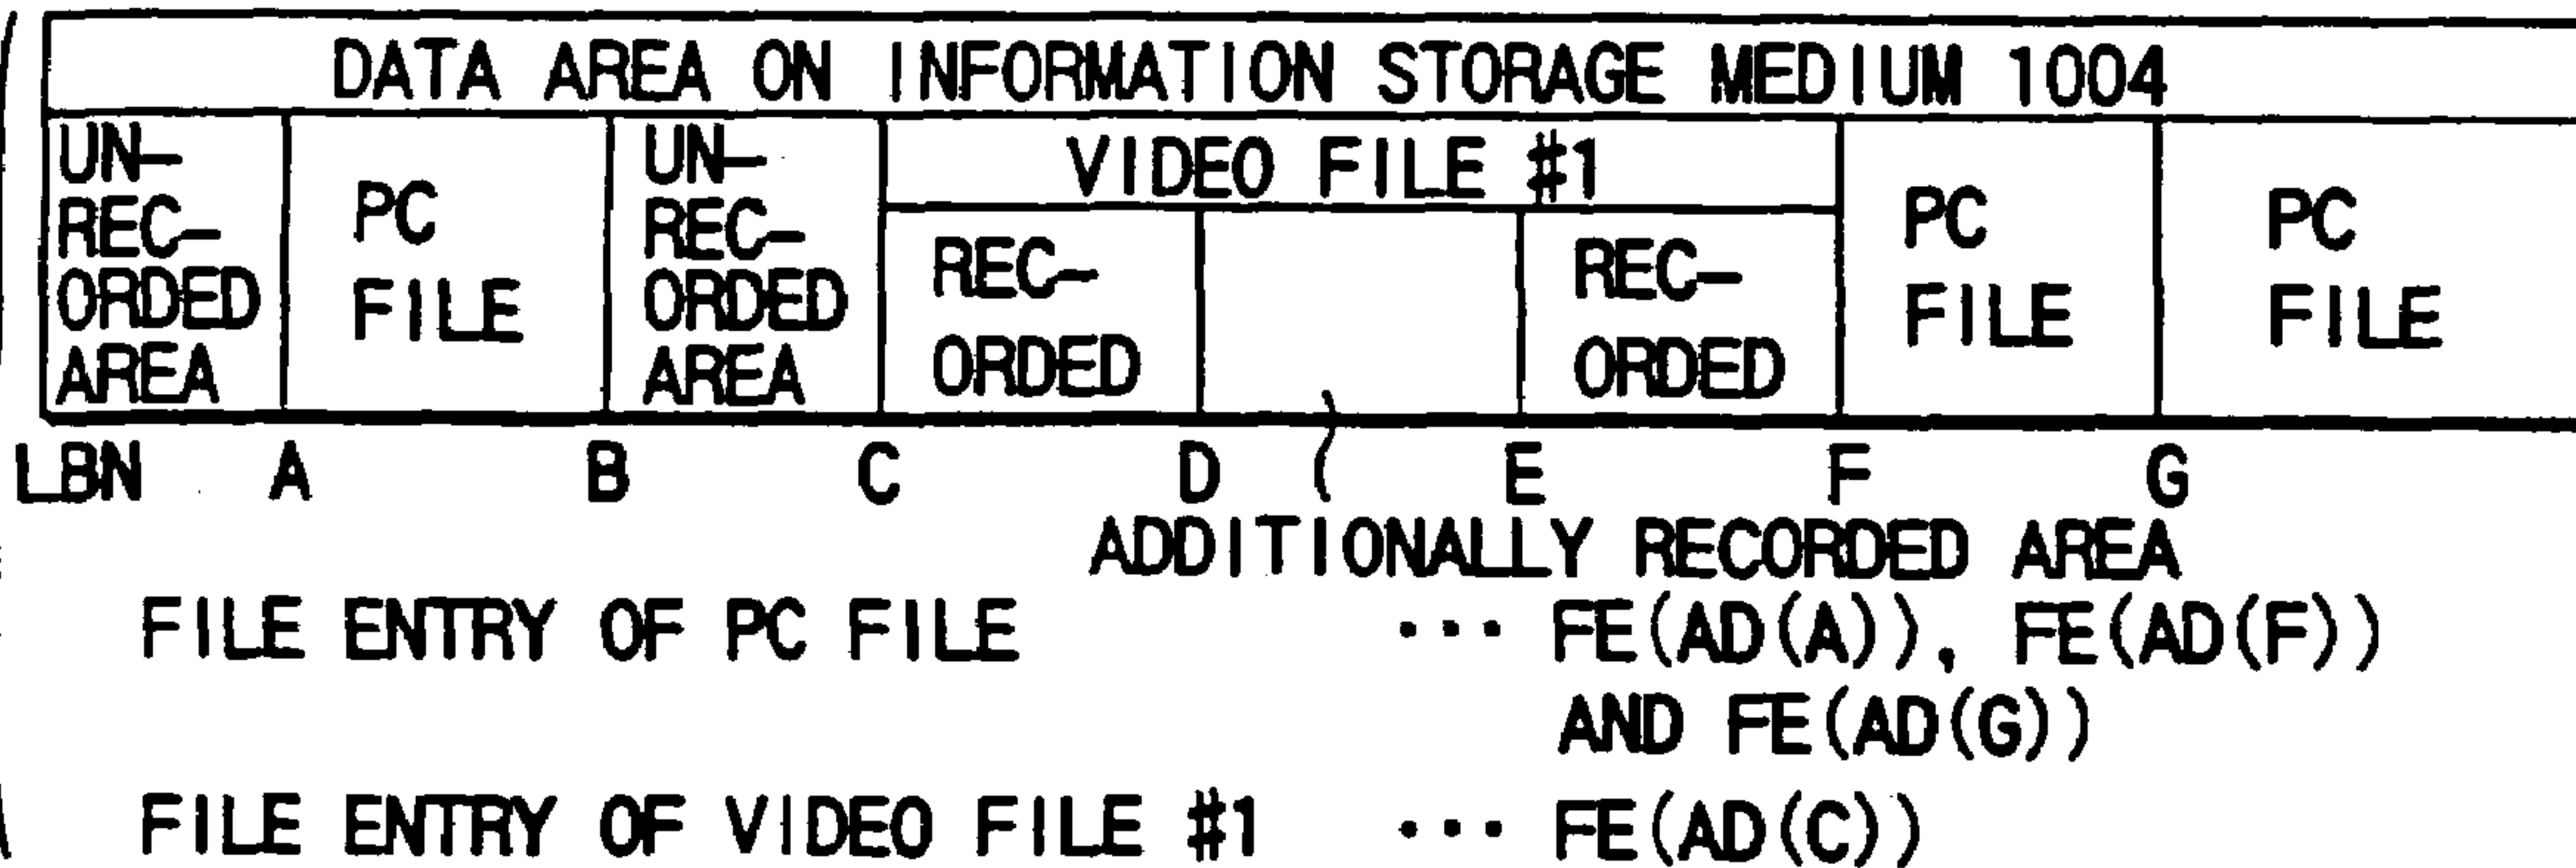 DATA AREA ON INFORMATION STORAGE MEDIUM 1004
UN-
REC-
ORDED
AREA
PC
FILE
UN-
REC-
ORDED
AREA
VIDEO FILE #1
REC-
ORDED
REC-
ORDED
PC
FILE
PC
FILE
LBN A B C D E F G
ADDITIONALLY RECORDED AREA
FILE ENTRY OF PC FILE ··· FE(AD(A)), FE(AD(F))
AND FE(AD(G))
FILE ENTRY OF VIDEO FILE #1 ··· FE(AD(C))